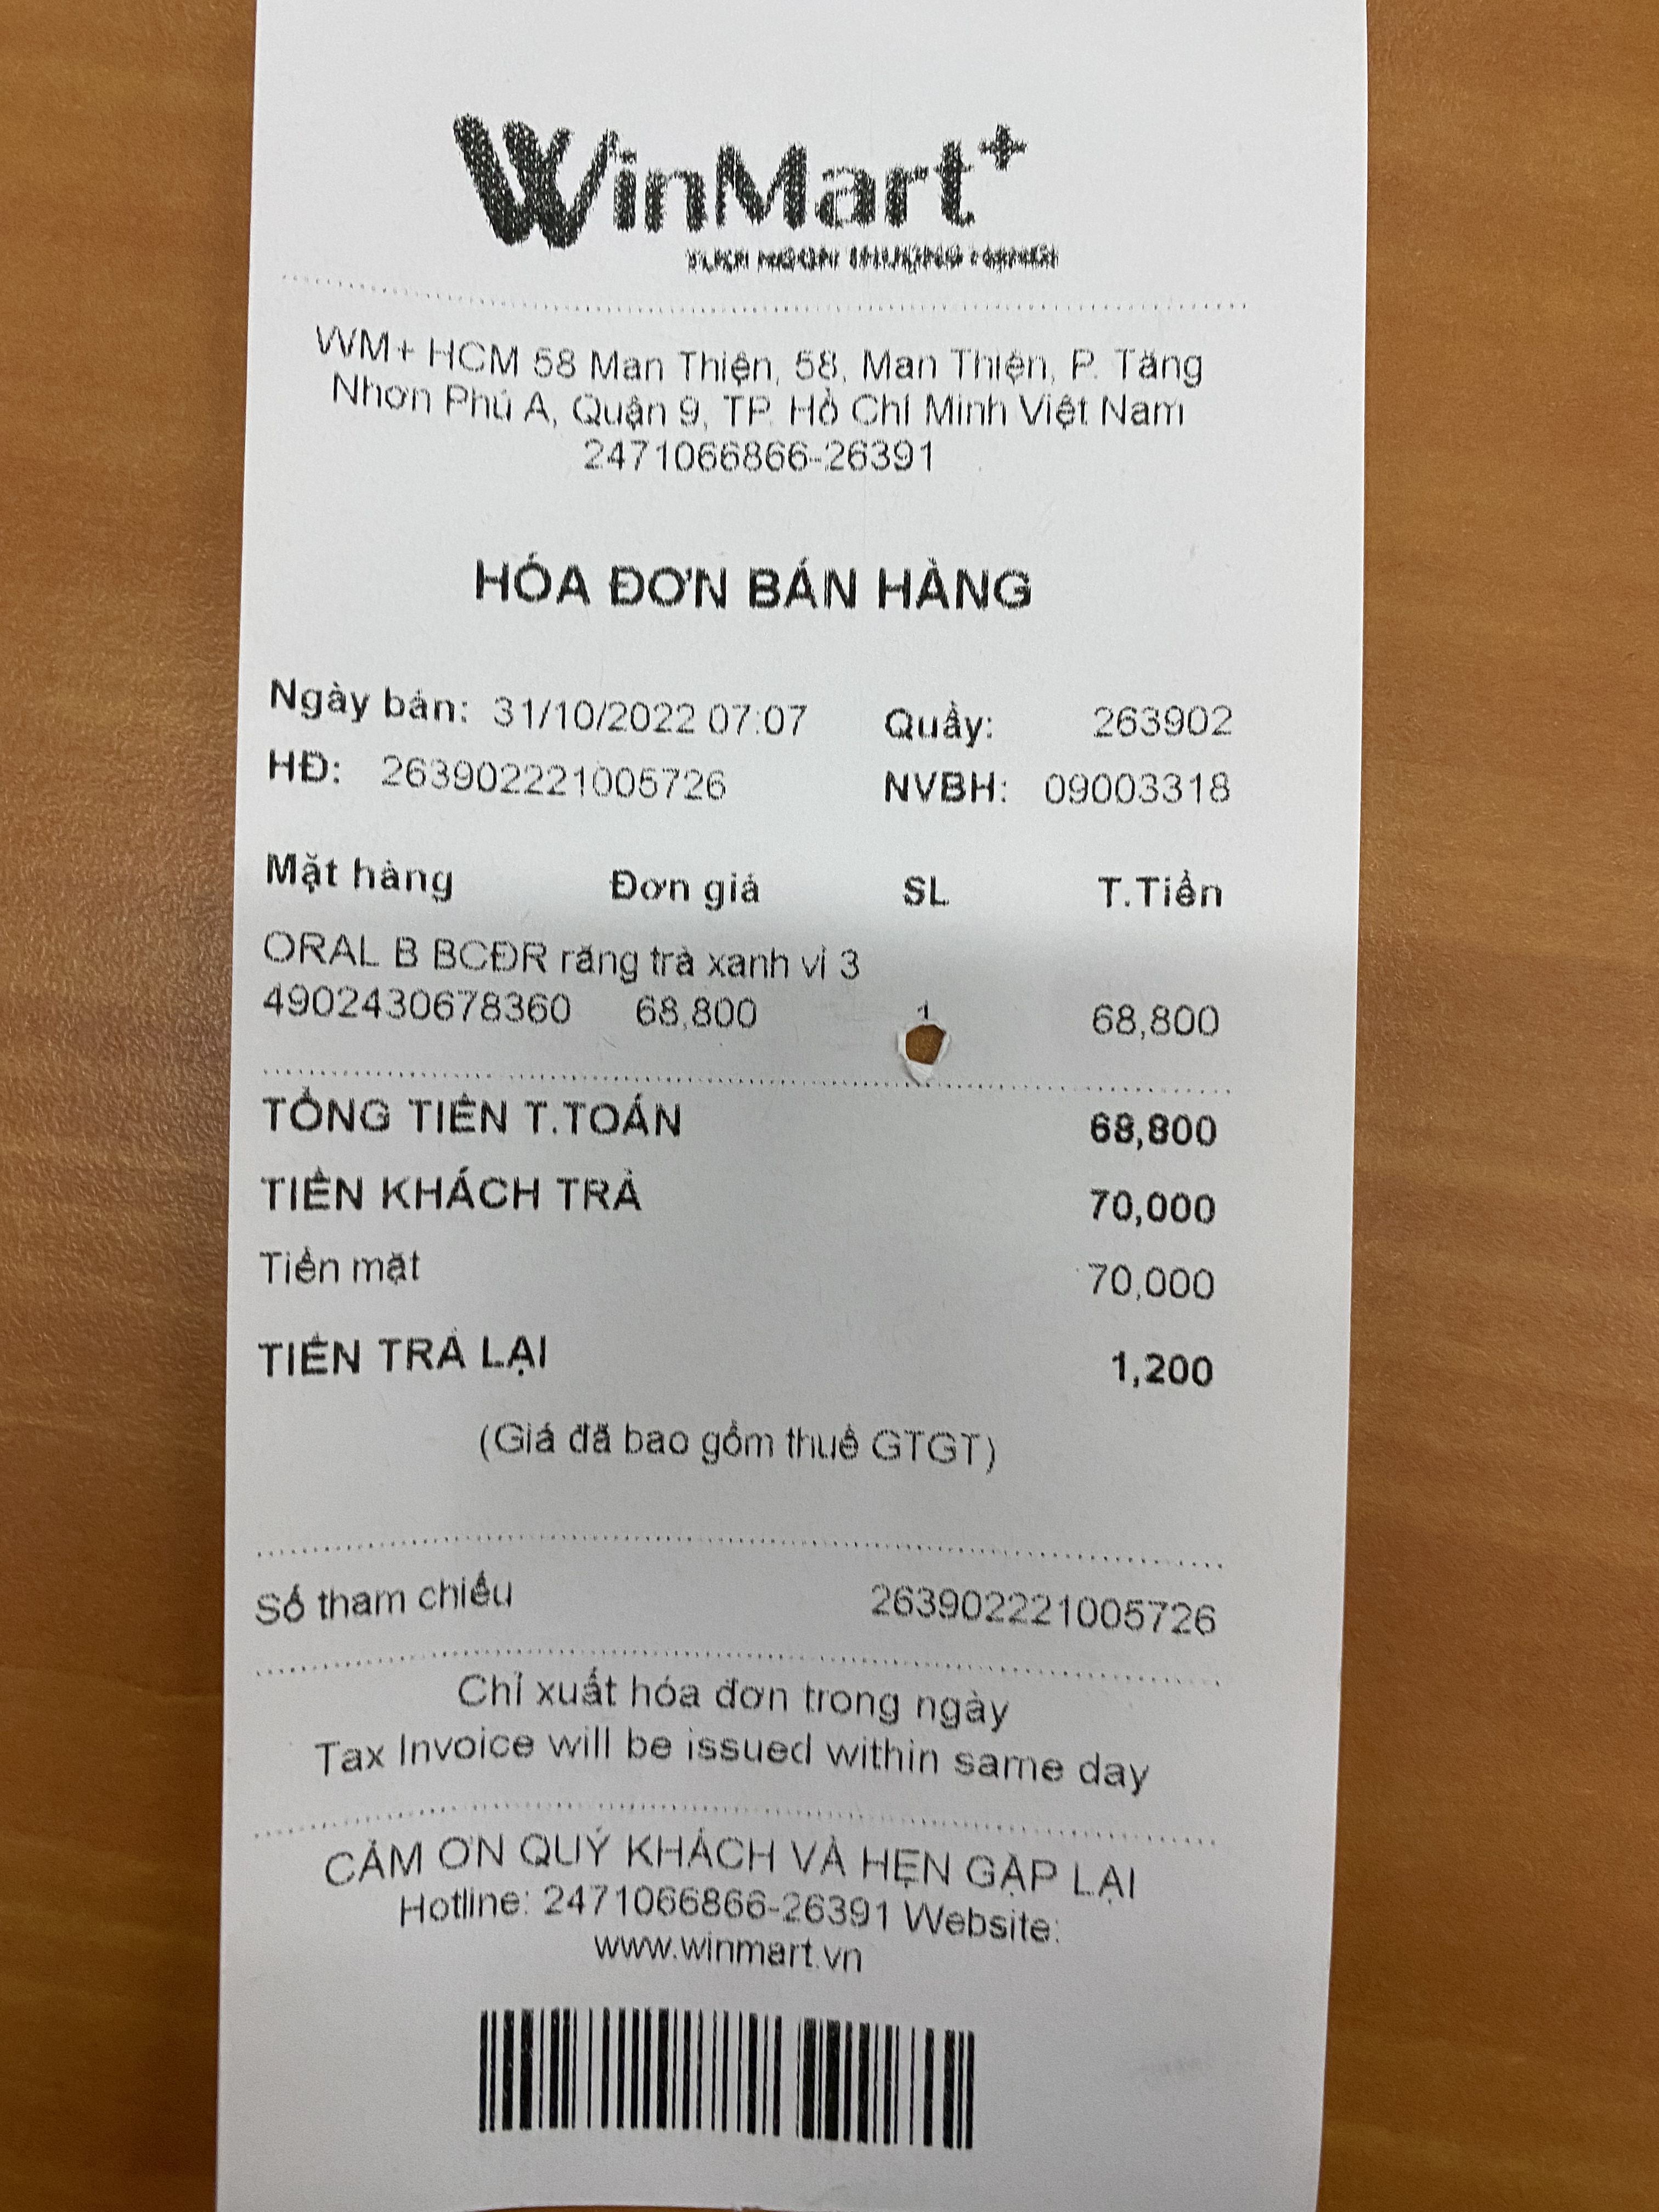 WinMart+
WM+ HCM 58 Man Thiện, 58, Man Thiện, P. Tăng
Nhơn Phú A, Quận 9, TP. Hồ Chí Minh Việt Nam
2471066866-26391
HÓA ĐƠN BÁN HÀNG
Ngày bán: 31/10/2022 07:07 Quầy: 263902
HĐ: 263902221005726 NVBH: 09003318
Mặt hàng Đơn giá SL T.Tiền
ORAL B BCĐR răng trà xanh vỉ 3
4902430678360 68,800 1 68,800
TỔNG TIỀN T.TOÁN 68,800
TIỀN KHÁCH TRẢ 70,000
Tiền mặt 70,000
TIỀN TRẢ LẠI 1,200
(Giá đã bao gồm thuế GTGT)
Số tham chiếu 263902221005726
Chỉ xuất hóa đơn trong ngày
Tax Invoice will be issued within same day
CẢM ƠN QUÝ KHÁCH VÀ HẸN GẶP LẠI
Hotline: 2471066866-26391 Website:
www.winmart.vn